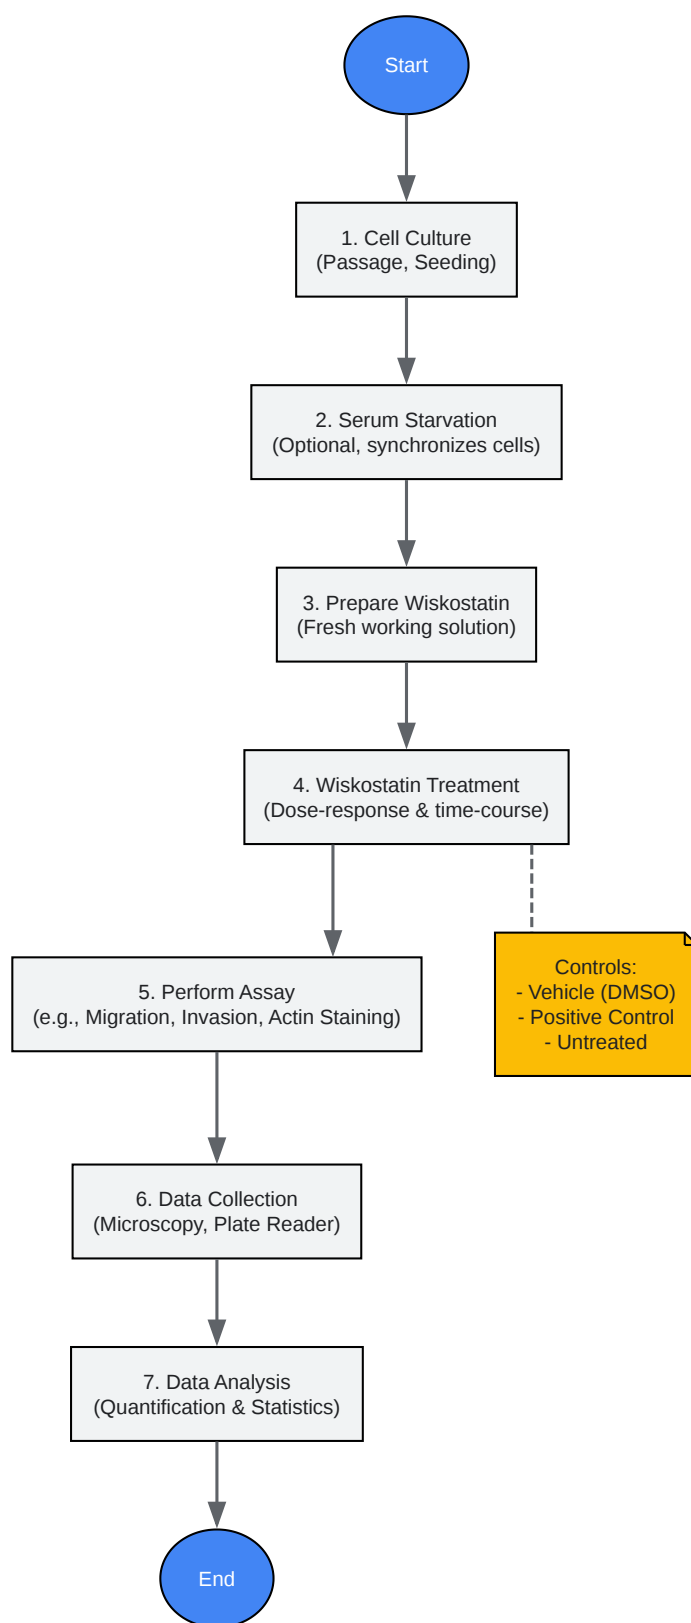 Start
1. Cell Culture
(Passage, Seeding)
2. Serum Starvation
(Optional, synchronizes cells)
3. Prepare Wiskostatin
(Fresh working solution)
4. Wiskostatin Treatment
(Dose-response & time-course)
5. Perform Assay
(e.g., Migration, Invasion, Actin Staining)
Controls:
- Vehicle (DMSO)
- Positive Control
- Untreated
6. Data Collection
(Microscopy, Plate Reader)
7. Data Analysis
(Quantification & Statistics)
End